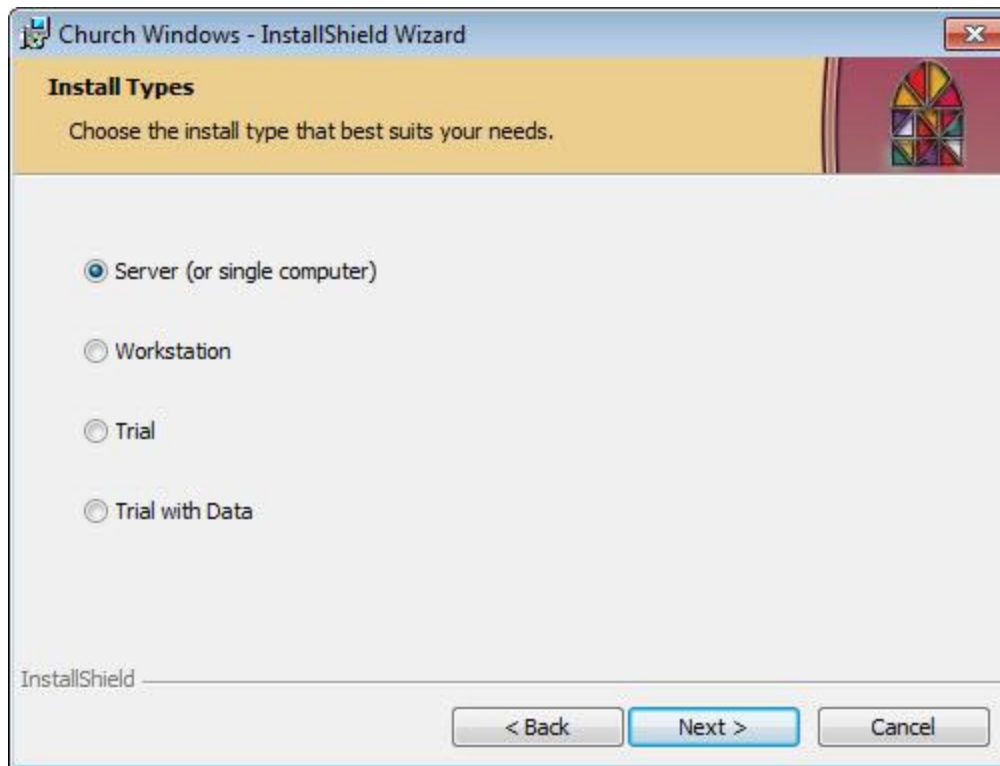 Church Windows - InstallShield Wizard
Install Types
Choose the install type that best suits your needs.
Server (or single computer)
Workstation
Trial
Trial with Data
InstallShield
< Back Next > Cancel